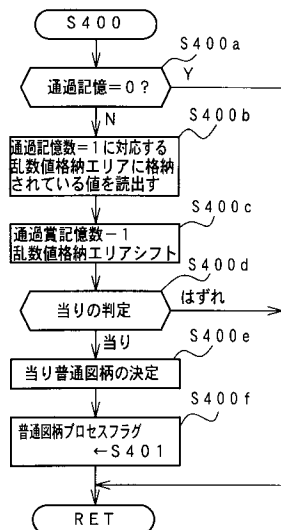 S400
S400a
通過記憶=0?
Y
N
S400b
通過記憶数=1に対応する
乱数値格納エリアに格納
されている値を読出す
S400c
通過賞記憶数-1
乱数値格納エリアシフト
S400d
当りの判定
はずれ
当り
S400e
当り普通図柄の決定
S400f
普通図柄プロセスフラグ
←S401
RET